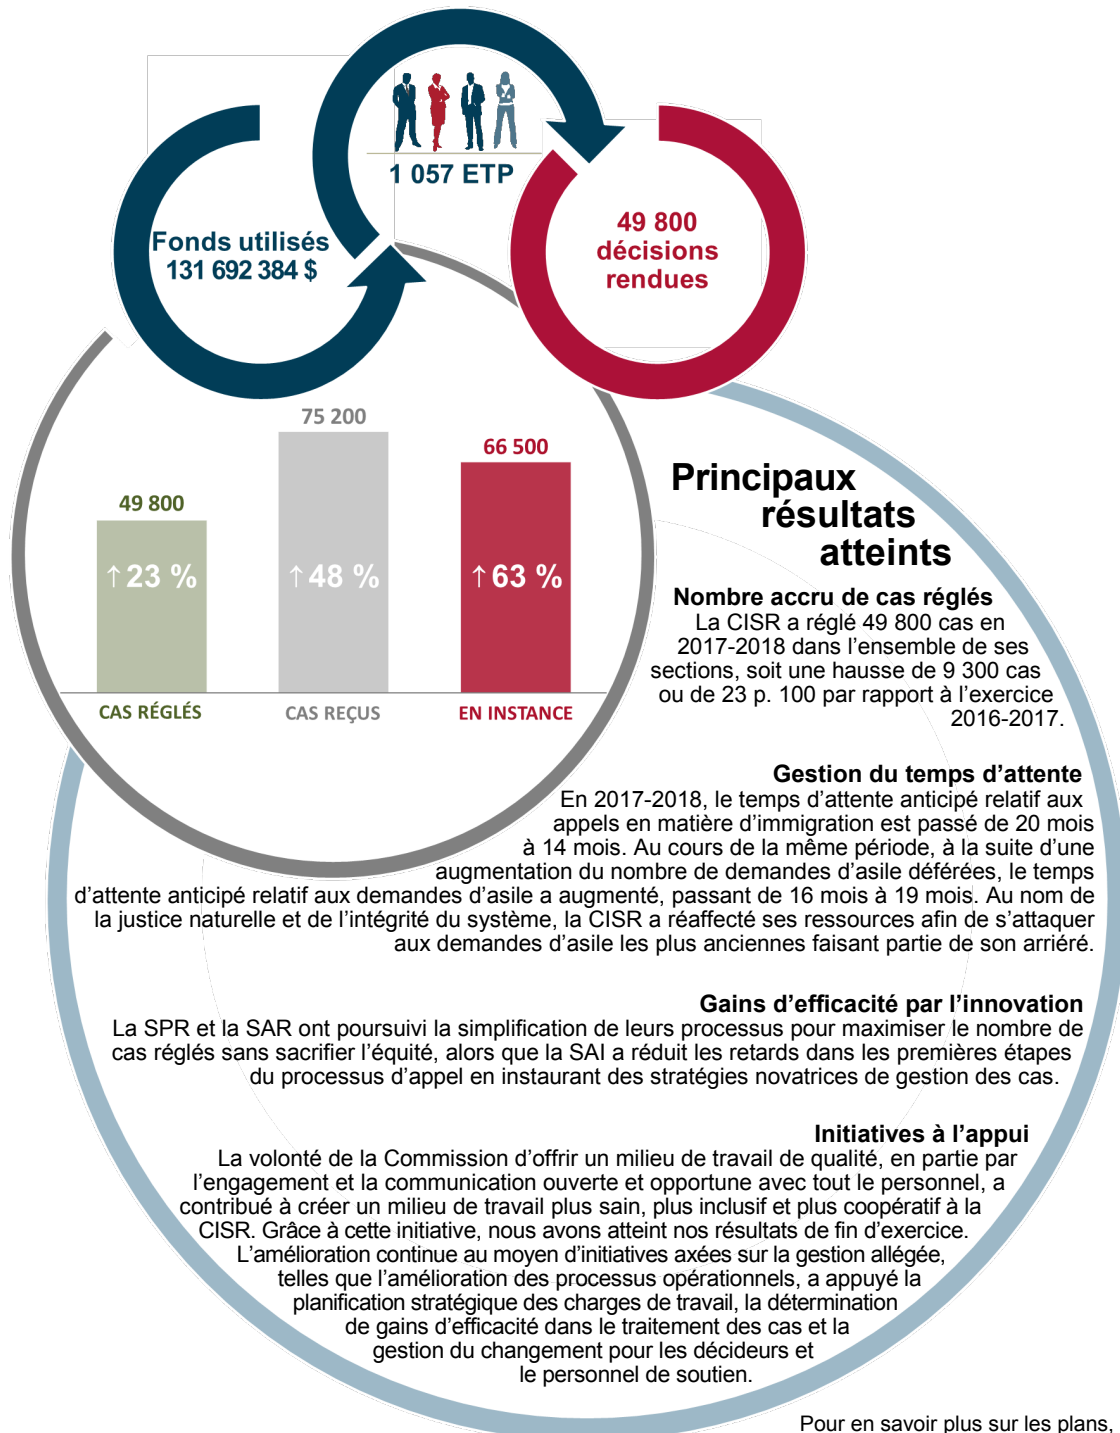 1 057 ETP
Fonds utilisés
131 692 384 $
49 800
décisions
rendues
75 200
66 500
49 800
↑23 %
↑48 %
↑63 %
CAS RÉGLÉS
CAS REÇUS
EN INSTANCE
Principaux
résultats
atteints
Nombre accru de cas réglés
La CISR a réglé 49 800 cas en
2017-2018 dans l’ensemble de ses
sections, soit une hausse de 9 300 cas
ou de 23 p. 100 par rapport à l’exercice
2016-2017.
Gestion du temps d’attente
En 2017-2018, le temps d’attente anticipé relatif aux
appels en matière d’immigration est passé de 20 mois
à 14 mois. Au cours de la même période, à la suite d’une
augmentation du nombre de demandes d’asile déférées, le temps
d’attente anticipé relatif aux demandes d’asile a augmenté, passant de 16 mois à 19 mois. Au nom de
la justice naturelle et de l’intégrité du système, la CISR a réaffecté ses ressources afin de s’attaquer
aux demandes d’asile les plus anciennes faisant partie de son arriéré.
Gains d’efficacité par l’innovation
La SPR et la SAR ont poursuivi la simplification de leurs processus pour maximiser le nombre de
cas réglés sans sacrifier l’équité, alors que la SAI a réduit les retards dans les premières étapes
du processus d’appel en instaurant des stratégies novatrices de gestion des cas.
Initiatives à l’appui
La volonté de la Commission d’offrir un milieu de travail de qualité, en partie par
l’engagement et la communication ouverte et opportune avec tout le personnel, a
contribué à créer un milieu de travail plus sain, plus inclusif et plus coopératif à la
CISR. Grâce à cette initiative, nous avons atteint nos résultats de fin d’exercice.
L’amélioration continue au moyen d’initiatives axées sur la gestion allégée,
telles que l’amélioration des processus opérationnels, a appuyé la
planification stratégique des charges de travail, la détermination
de gains d’efficacité dans le traitement des cas et la
gestion du changement pour les décideurs et
le personnel de soutien.
Pour en savoir plus sur les plans,